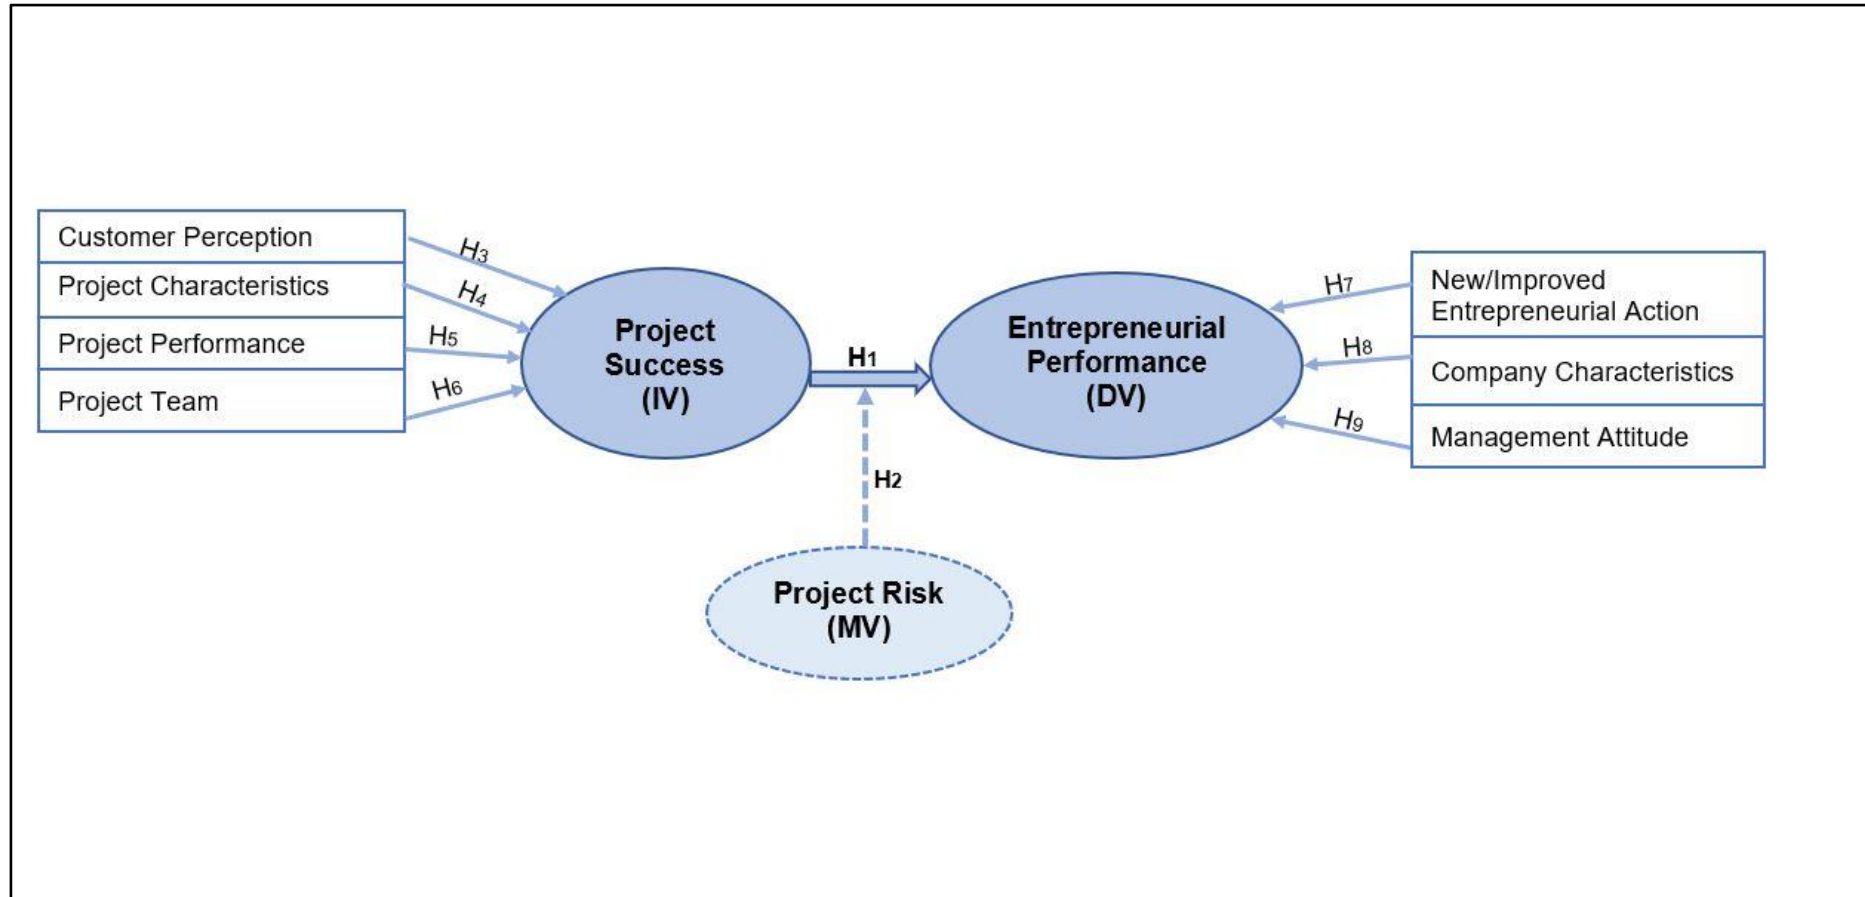 Customer Perception
Project Characteristics
Project Performance
Project Team
H3
H4
H5
H6
Project
Success
(IV)
H1
Entrepreneurial
Performance
(DV)
H2
Project Risk
(MV)
H7
H8
H9
New/Improved
Entrepreneurial Action
Company Characteristics
Management Attitude